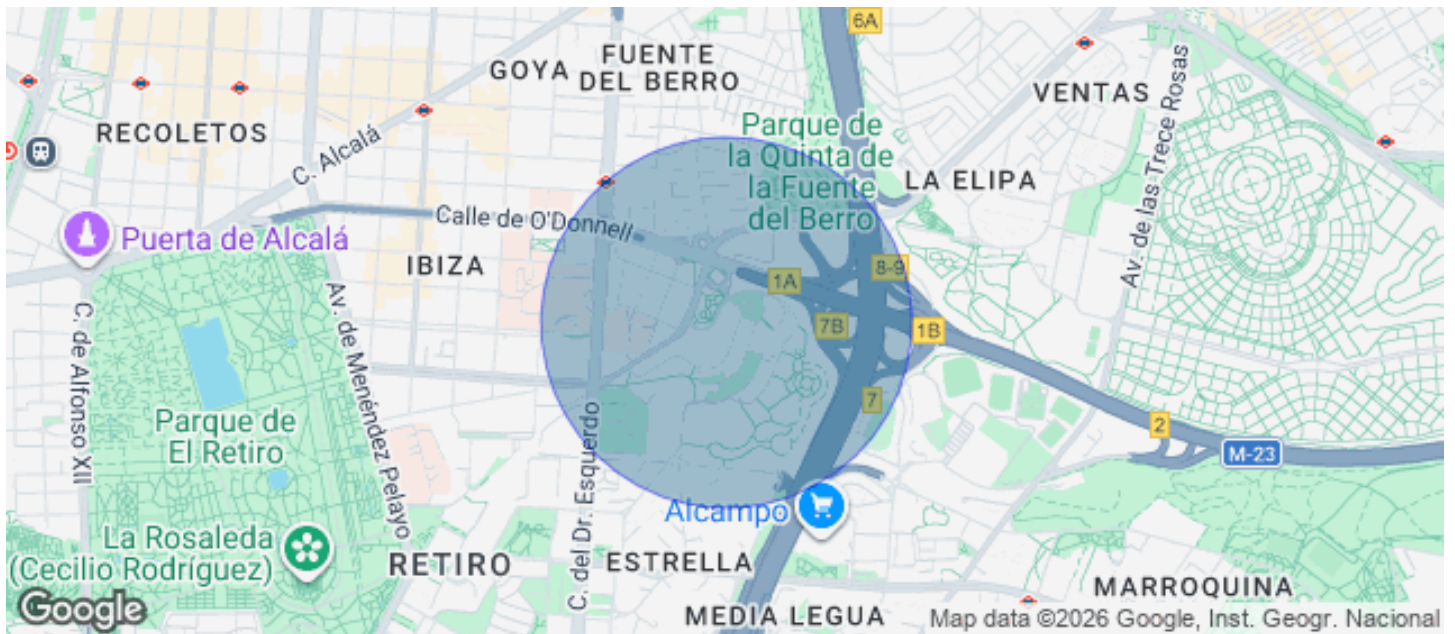 6A
FUENTE
DEL BERRO
GOYA
VENTAS
RECOLETOS
C. Alcalá
Parque de
la Quinta de
la Fuente
del Berro
LA ELIPA
Av. de las Trece Rosas
Calle de O'Donnell
Puerta de Alcalá
IBIZA
1A
8-9
7B
1B
C. de Alfonso XII
Av. de Menéndez Pelayo
Parque de
El Retiro
C. del Dr. Esquerdo
7
2
M-23
Alcampo
La Rosaleda
(Cecilio Rodríguez)
RETIRO
ESTRELLA
MARROQUINA
MEDIA LEGUA
Google
Map data ©2026 Google, Inst. Geogr. Nacional